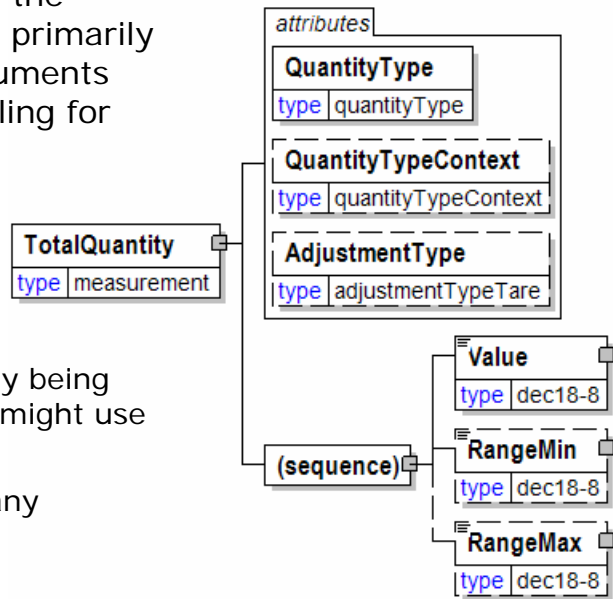 the
primarily
uments
ling for
y being
might use
any
attributes
QuantityType
type quantityType
QuantityTypeContext
type quantityTypeContext
AdjustmentType
type adjustmentTypeTare
TotalQuantity
type measurement
(sequence)
Value
type dec18-8
RangeMin
type dec18-8
RangeMax
type dec18-8